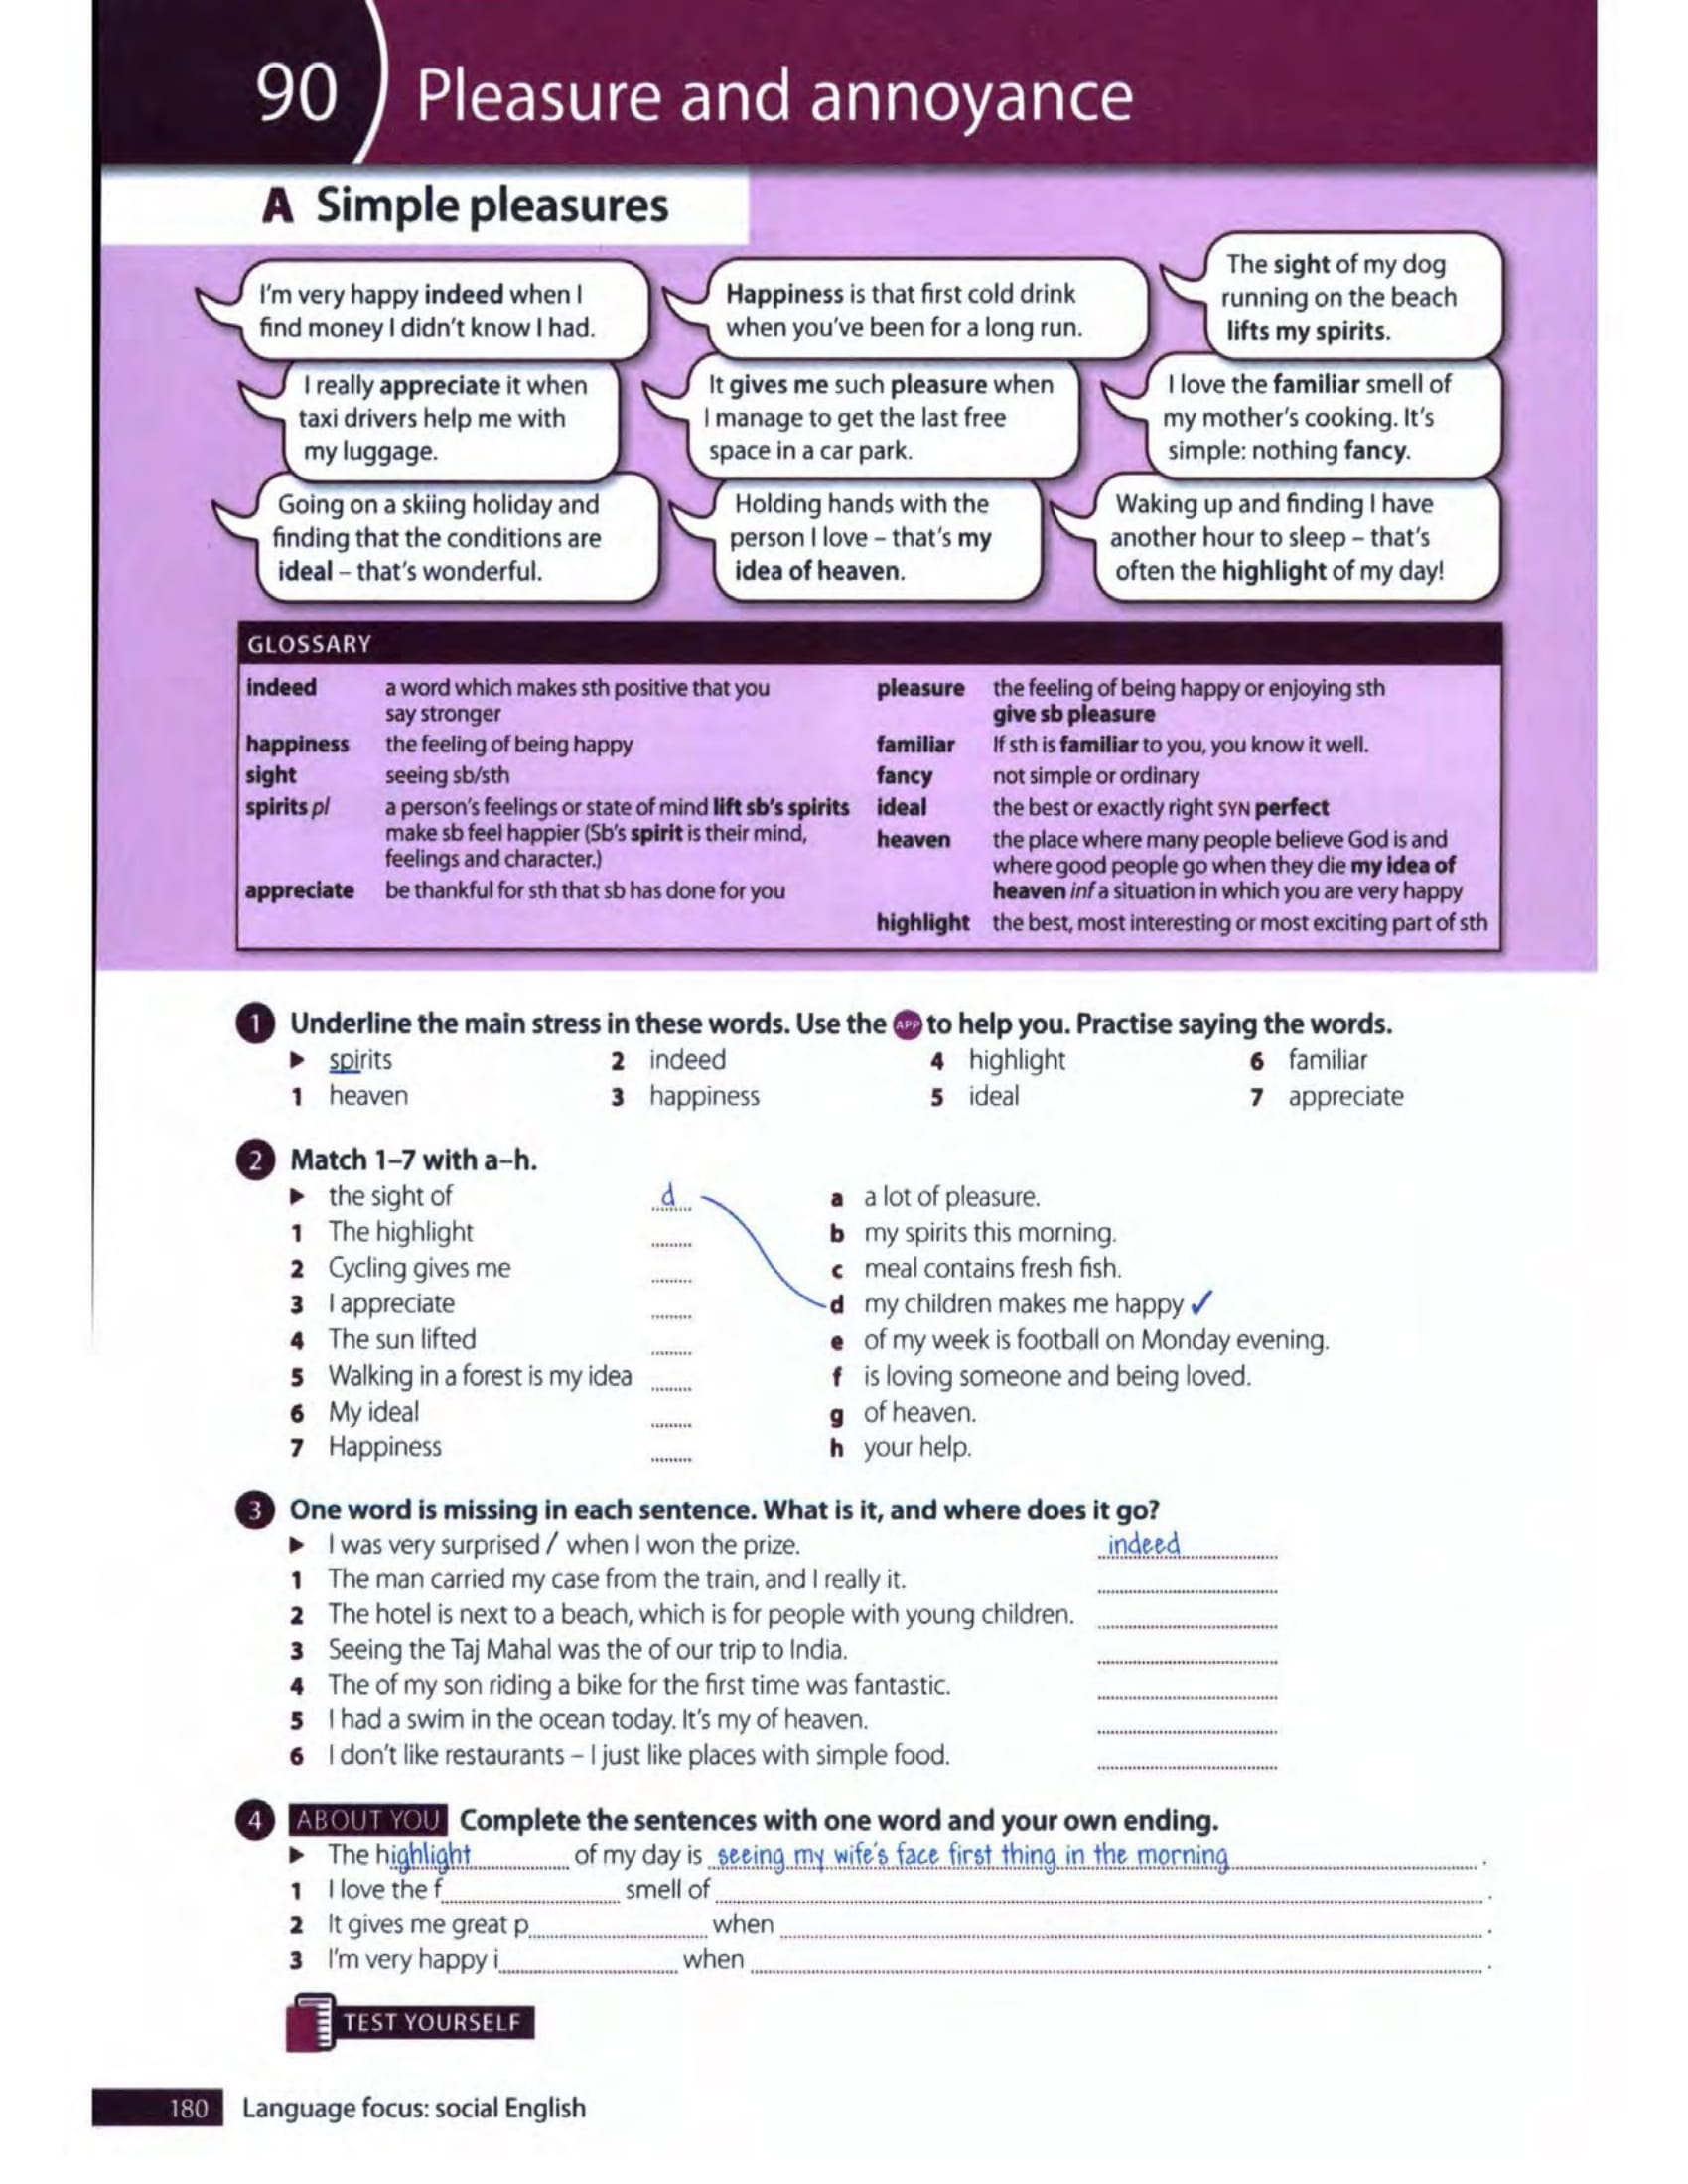 90 Pleasure and annoyance
A Simple pleasures
I'm very happy indeed when I
find money I didn't know I had.
Happiness is that first cold drink
when you've been for a long run.
The sight of my dog
running on the beach
lifts my spirits.
I really appreciate it when
taxi drivers help me with
my luggage.
It gives me such pleasure when
I manage to get the last free
space in a car park.
I love the familiar smell of
my mother's cooking. It's
simple: nothing fancy.
Going on a skiing holiday and
finding that the conditions are
ideal – that's wonderful.
Holding hands with the
person I love – that's my
idea of heaven.
Waking up and finding I have
another hour to sleep – that's
often the highlight of my day!
GLOSSARY
indeed a word which makes sth positive that you
say stronger
happiness the feeling of being happy
sight seeing sb/sth
spirits pl a person's feelings or state of mind lift sb's spirits
make sb feel happier (Sb's spirit is their mind,
feelings and character.)
appreciate be thankful for sth that sb has done for you
pleasure the feeling of being happy or enjoying sth
give sb pleasure
familiar If sth is familiar to you, you know it well.
fancy not simple or ordinary
ideal the best or exactly right SYN perfect
heaven the place where many people believe God is and
where good people go when they die my idea of
heaven inf a situation in which you are very happy
highlight the best, most interesting or most exciting part of sth
1 Underline the main stress in these words. Use the APP to help you. Practise saying the words.
▶ spirits 2 indeed 4 highlight 6 familiar
1 heaven 3 happiness 5 ideal 7 appreciate
2 Match 1–7 with a–h.
▶ the sight of d a a lot of pleasure.
1 The highlight ......... b my spirits this morning.
2 Cycling gives me ......... c meal contains fresh fish.
3 I appreciate ......... d my children makes me happy ✓
4 The sun lifted ......... e of my week is football on Monday evening.
5 Walking in a forest is my idea ......... f is loving someone and being loved.
6 My ideal ......... g of heaven.
7 Happiness ......... h your help.
3 One word is missing in each sentence. What is it, and where does it go?
▶ I was very surprised / when I won the prize. indeed
1 The man carried my case from the train, and I really it.
2 The hotel is next to a beach, which is for people with young children.
3 Seeing the Taj Mahal was the of our trip to India.
4 The of my son riding a bike for the first time was fantastic.
5 I had a swim in the ocean today. It's my of heaven.
6 I don't like restaurants – I just like places with simple food.
4 ABOUT YOU Complete the sentences with one word and your own ending.
▶ The highlight of my day is seeing my wife's face first thing in the morning.
1 I love the f.................... smell of .................... .
2 It gives me great p.................... when .................... .
3 I'm very happy i.................... when .................... .
TEST YOURSELF
180 Language focus: social English